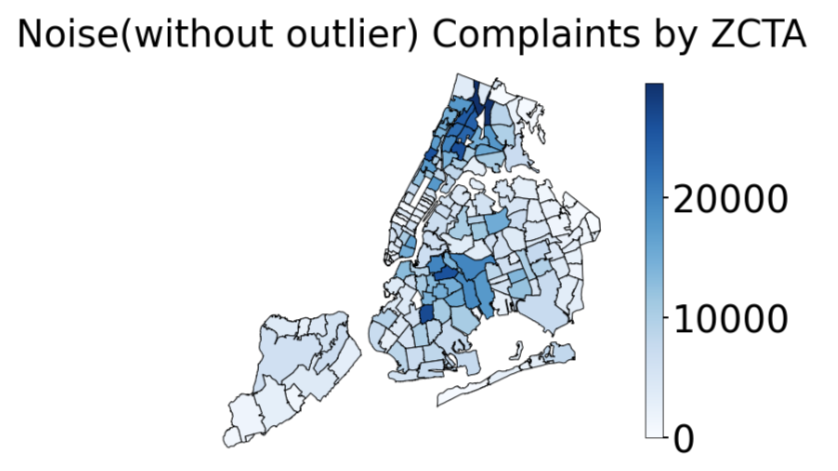 Noise(without outlier) Complaints by ZCTA
20000
10000
0